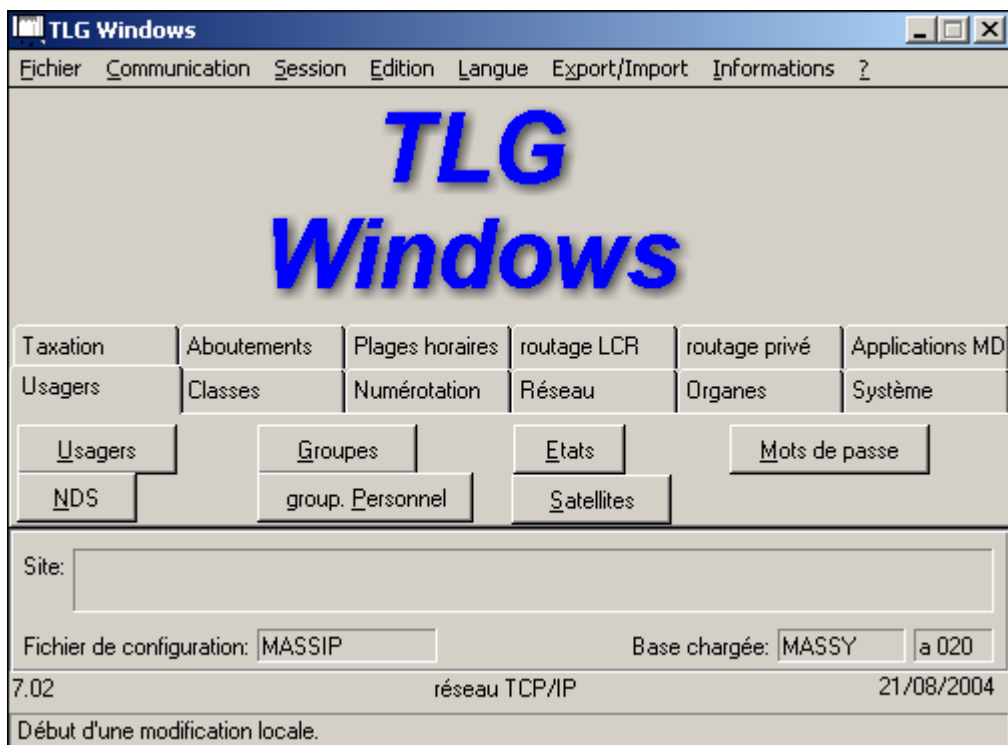 TLG Windows
Fichier Communication Session Edition Langue Export/Import Informations ?
TLG
Windows
Taxation Aboutements Plages horaires routage LCR routage privé Applications MD
Usagers Classes Numérotation Réseau Organes Système
Usagers Groupes Etats Mots de passe
NDS group. Personnel Satellites
Site:
Fichier de configuration: MASSIP Base chargée: MASSY a 020
7.02 réseau TCP/IP 21/08/2004
Début d'une modification locale.